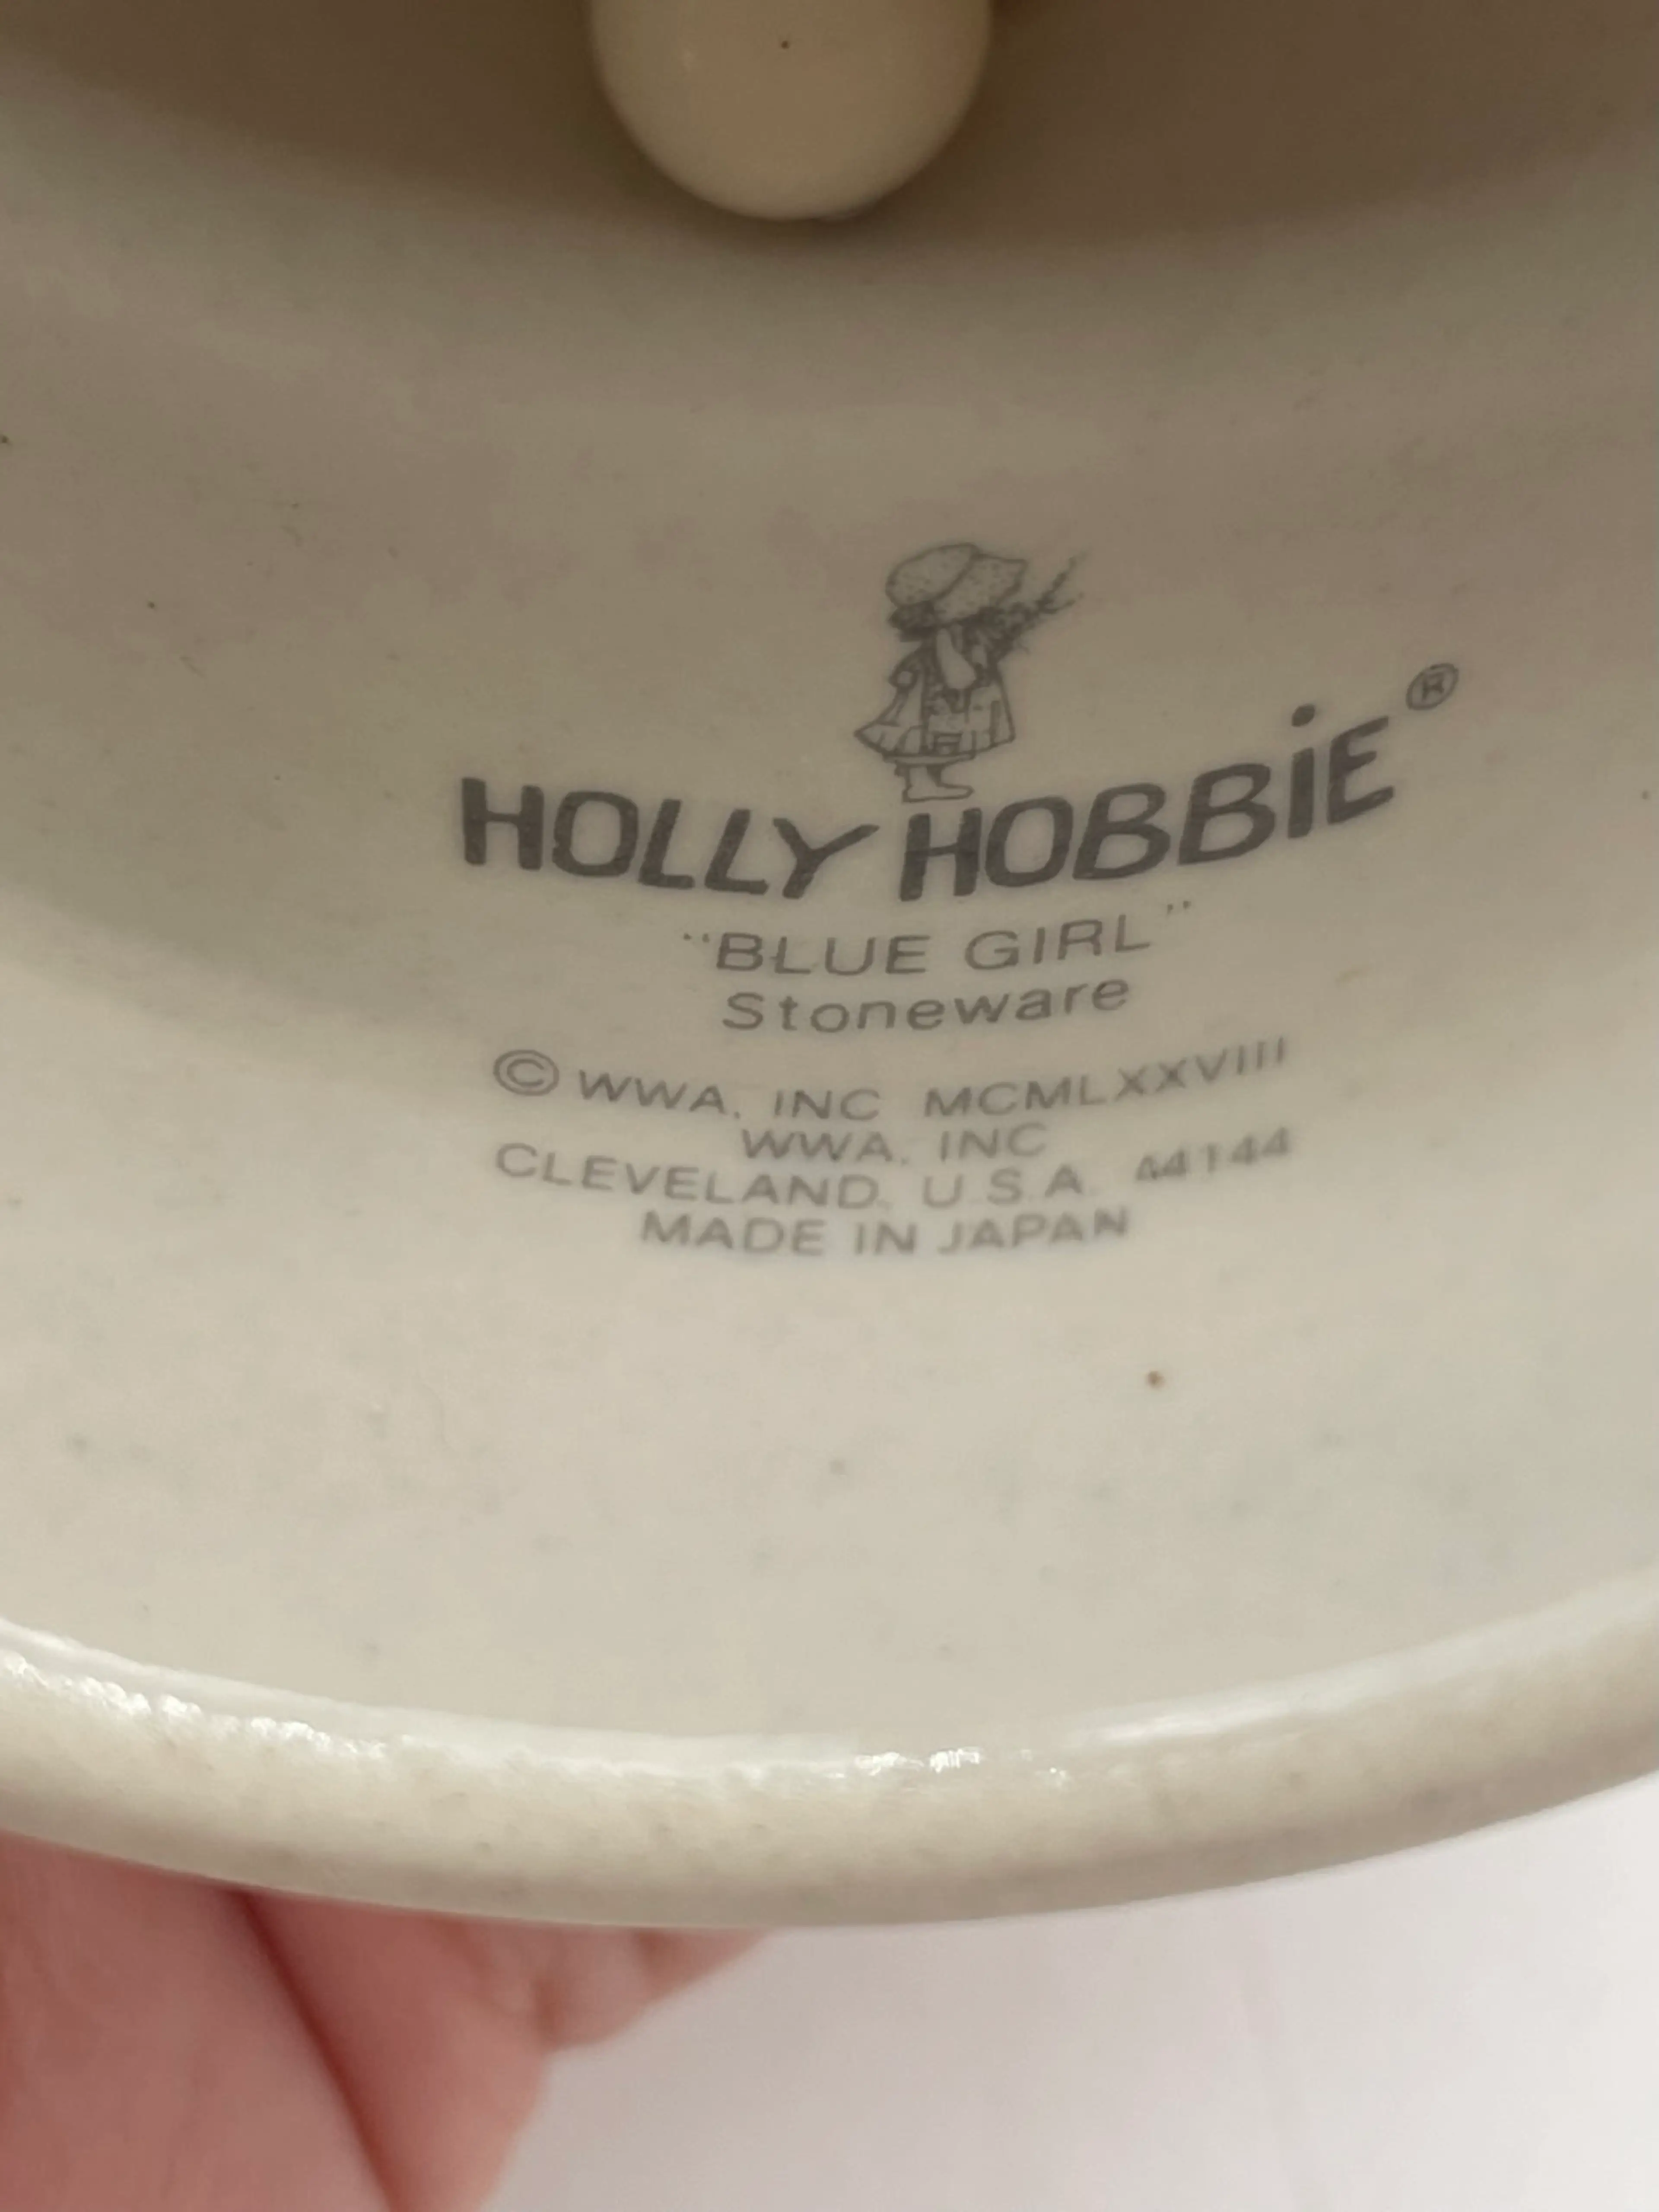 HOLLY HOBBiE®
"BLUE GIRL"
Stoneware
© WWA, INC MCMLXXVIII
WWA, INC
CLEVELAND, U.S.A. 44144
MADE IN JAPAN